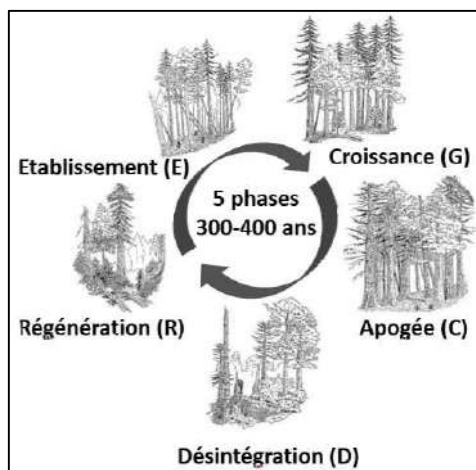 Etablissement (E)
Croissance (G)
5 phases
300-400 ans
Régénération (R)
Apogée (C)
Désintégration (D)